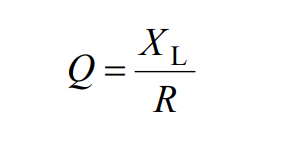 Q = X_L / R